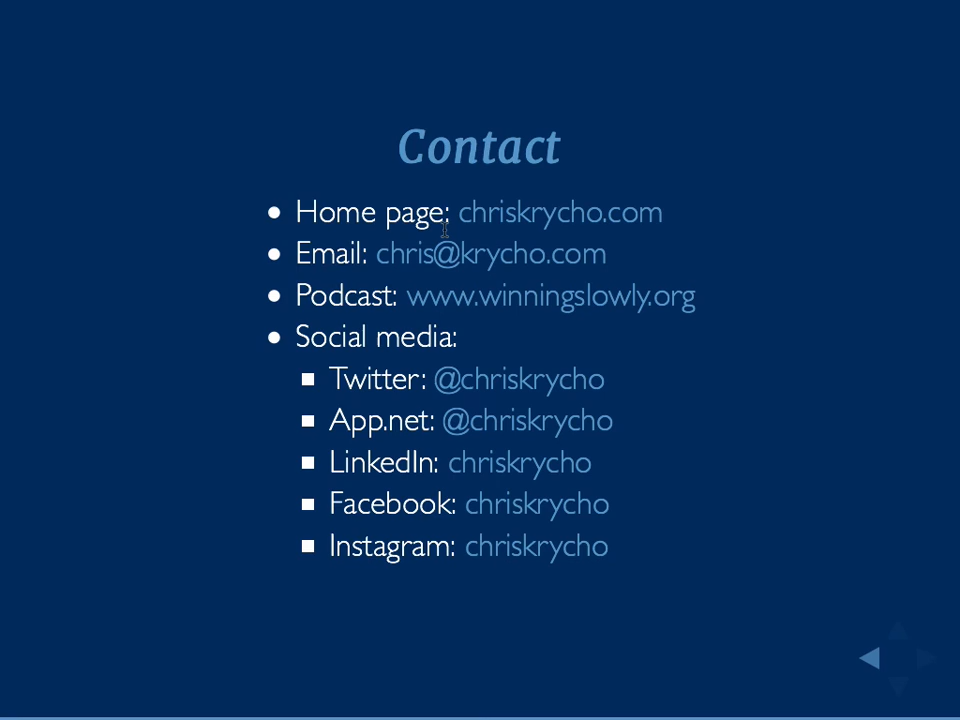 Contact
Home page: chriskrycho.com
Email: chris@krycho.com
Podcast: www.winningslowly.org
Social media:
Twitter: @chriskrycho
App.net: @chriskrycho
LinkedIn: chriskrycho
Facebook: chriskrycho
Instagram: chriskrycho